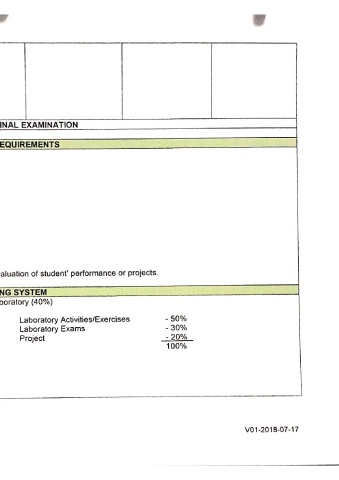 INAL EXAMINATION
EQUIREMENTS
aluation of student' performance or projects.
NG SYSTEM
boratory (40%)
Laboratory Activities/Exercises - 50%
Laboratory Exams - 30%
Project - 20%
100%
V01-2018-07-17